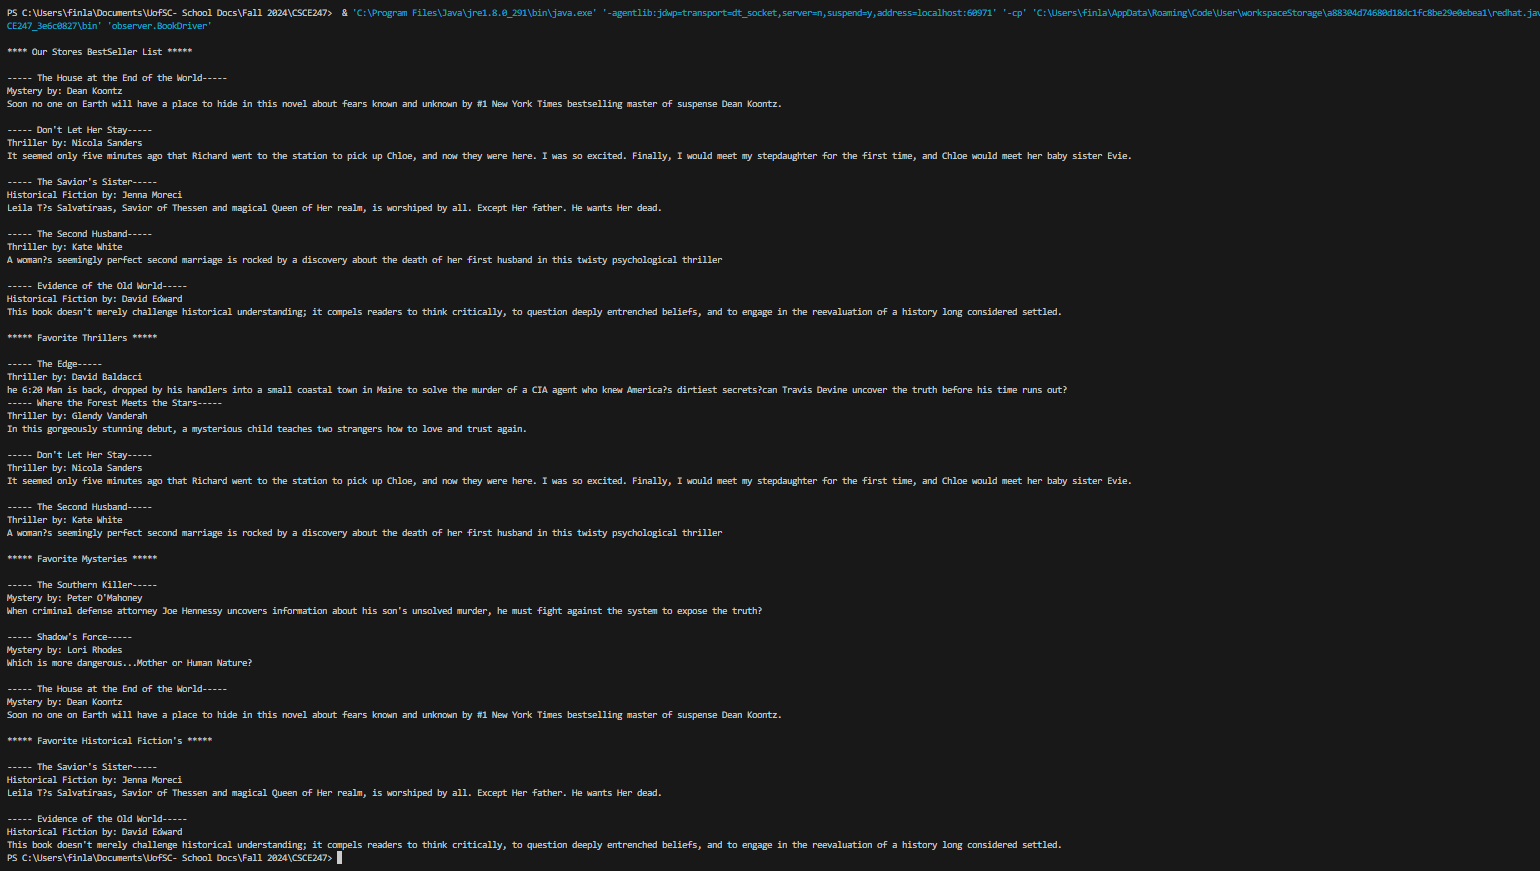 PS C:\Users\finla\Documents\UofSC- School Docs\Fall 2024\CSCE247>  & 'C:\Program Files\Java\jre1.8.0_291\bin\java.exe' '-agentlib:jdwp=transport=dt_socket,server=n,suspend=y,address=localhost:60971' '-cp' 'C:\Users\finla\AppData\Roaming\Code\User\workspaceStorage\a88304d74680d18dc1fc8be29e0ebea1\redhat.jav
CE247_3e6c0827\bin' 'observer.BookDriver'
**** Our Stores BestSeller List *****
----- The House at the End of the World-----
Mystery by: Dean Koontz
Soon no one on Earth will have a place to hide in this novel about fears known and unknown by #1 New York Times bestselling master of suspense Dean Koontz.
----- Don't Let Her Stay-----
Thriller by: Nicola Sanders
It seemed only five minutes ago that Richard went to the station to pick up Chloe, and now they were here. I was so excited. Finally, I would meet my stepdaughter for the first time, and Chloe would meet her baby sister Evie.
----- The Savior's Sister-----
Historical Fiction by: Jenna Moreci
Leila T?s Salvatíraas, Savior of Thessen and magical Queen of Her realm, is worshiped by all. Except Her father. He wants Her dead.
----- The Second Husband-----
Thriller by: Kate White
A woman?s seemingly perfect second marriage is rocked by a discovery about the death of her first husband in this twisty psychological thriller
----- Evidence of the Old World-----
Historical Fiction by: David Edward
This book doesn't merely challenge historical understanding; it compels readers to think critically, to question deeply entrenched beliefs, and to engage in the reevaluation of a history long considered settled.
***** Favorite Thrillers *****
----- The Edge-----
Thriller by: David Baldacci
he 6:20 Man is back, dropped by his handlers into a small coastal town in Maine to solve the murder of a CIA agent who knew America?s dirtiest secrets?can Travis Devine uncover the truth before his time runs out?
----- Where the Forest Meets the Stars-----
Thriller by: Glendy Vanderah
In this gorgeously stunning debut, a mysterious child teaches two strangers how to love and trust again.
----- Don't Let Her Stay-----
Thriller by: Nicola Sanders
It seemed only five minutes ago that Richard went to the station to pick up Chloe, and now they were here. I was so excited. Finally, I would meet my stepdaughter for the first time, and Chloe would meet her baby sister Evie.
----- The Second Husband-----
Thriller by: Kate White
A woman?s seemingly perfect second marriage is rocked by a discovery about the death of her first husband in this twisty psychological thriller
***** Favorite Mysteries *****
----- The Southern Killer-----
Mystery by: Peter O'Mahoney
When criminal defense attorney Joe Hennessy uncovers information about his son's unsolved murder, he must fight against the system to expose the truth?
----- Shadow's Force-----
Mystery by: Lori Rhodes
Which is more dangerous...Mother or Human Nature?
----- The House at the End of the World-----
Mystery by: Dean Koontz
Soon no one on Earth will have a place to hide in this novel about fears known and unknown by #1 New York Times bestselling master of suspense Dean Koontz.
***** Favorite Historical Fiction's *****
----- The Savior's Sister-----
Historical Fiction by: Jenna Moreci
Leila T?s Salvatíraas, Savior of Thessen and magical Queen of Her realm, is worshiped by all. Except Her father. He wants Her dead.
----- Evidence of the Old World-----
Historical Fiction by: David Edward
This book doesn't merely challenge historical understanding; it compels readers to think critically, to question deeply entrenched beliefs, and to engage in the reevaluation of a history long considered settled.
PS C:\Users\finla\Documents\UofSC- School Docs\Fall 2024\CSCE247>